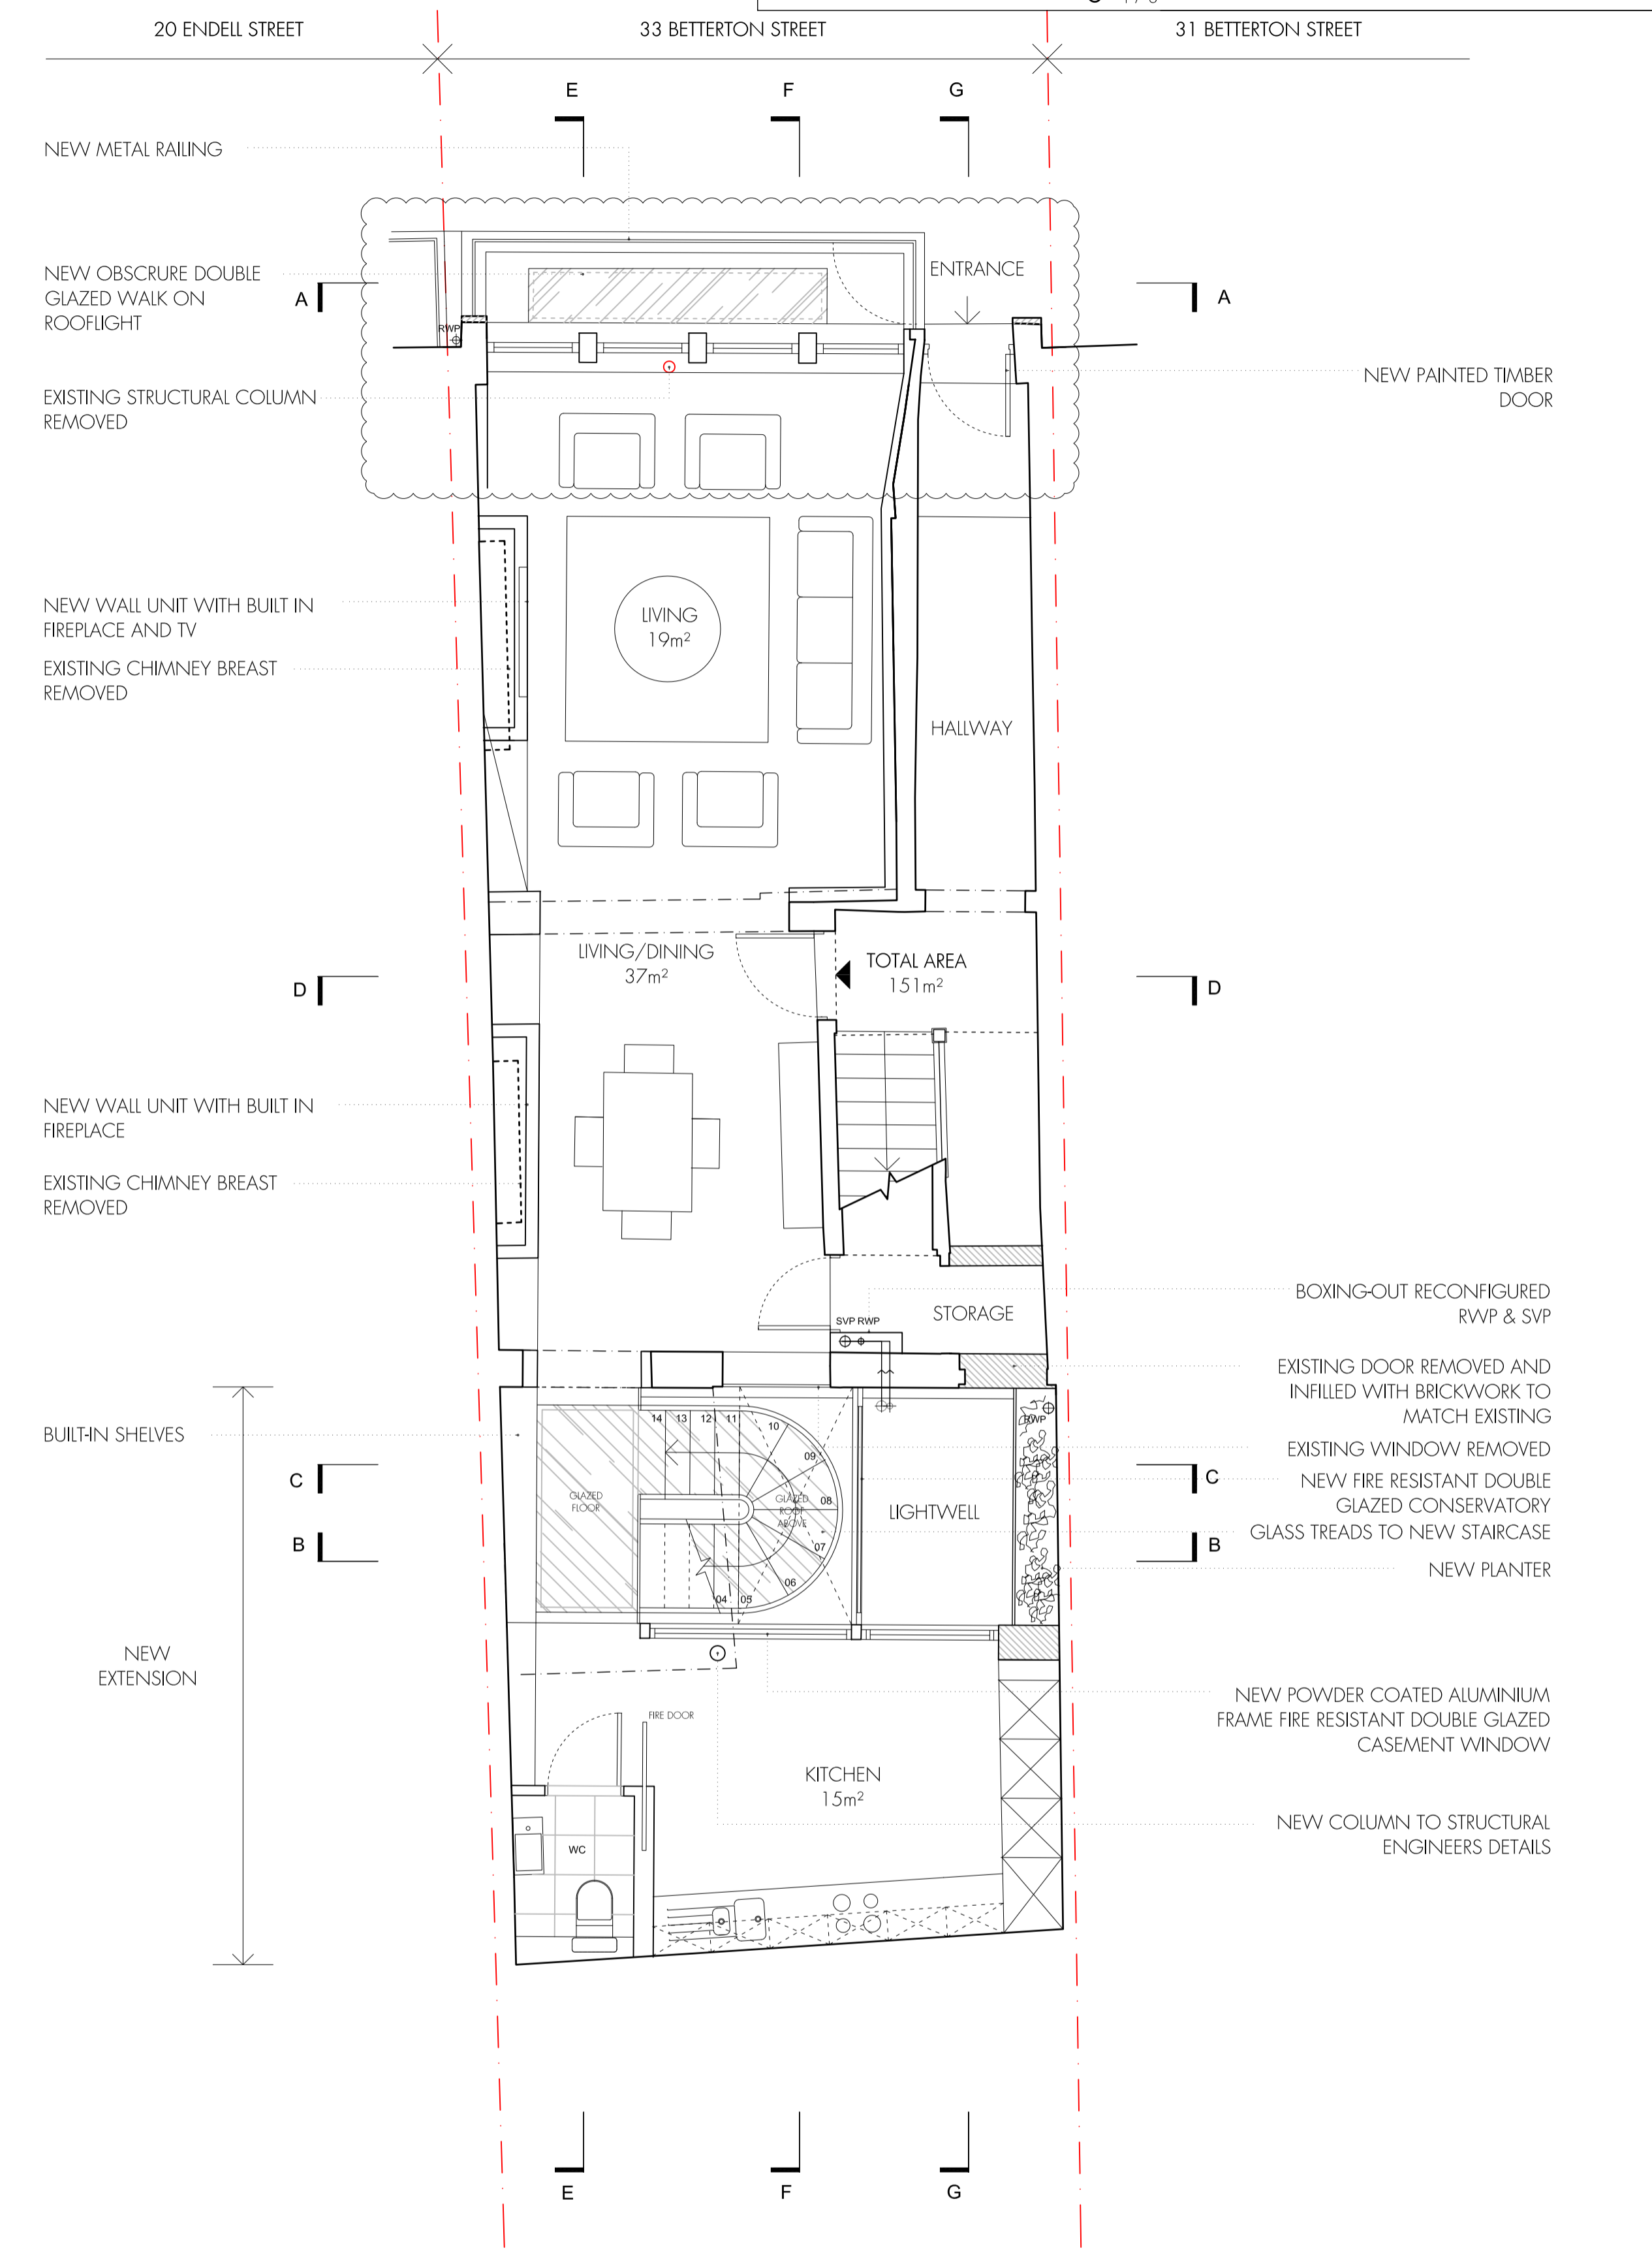 20 ENDELL STREET
33 BETTERTON STREET
31 BETTERTON STREET
E
F
G
NEW METAL RAILING
NEW OBSCRURE DOUBLE
GLAZED WALK ON
ROOFLIGHT
A
ENTRANCE
A
RWP
EXISTING STRUCTURAL COLUMN
REMOVED
NEW PAINTED TIMBER
DOOR
NEW WALL UNIT WITH BUILT IN
FIREPLACE AND TV
EXISTING CHIMNEY BREAST
REMOVED
LIVING
19m²
HALLWAY
LIVING/DINING
37m²
TOTAL AREA
151m²
D
D
NEW WALL UNIT WITH BUILT IN
FIREPLACE
EXISTING CHIMNEY BREAST
REMOVED
STORAGE
SVP RWP
BOXING-OUT RECONFIGURED
RWP & SVP
EXISTING DOOR REMOVED AND
INFILLED WITH BRICKWORK TO
MATCH EXISTING
BUILT-IN SHELVES
14
13
12
11
10
09
08
07
06
05
04
RWP
EXISTING WINDOW REMOVED
C
C
GLAZED
FLOOR
GLAZED
ROOF
ABOVE
LIGHTWELL
NEW FIRE RESISTANT DOUBLE
GLAZED CONSERVATORY
GLASS TREADS TO NEW STAIRCASE
B
B
NEW PLANTER
NEW
EXTENSION
FIRE DOOR
NEW POWDER COATED ALUMINIUM
FRAME FIRE RESISTANT DOUBLE GLAZED
CASEMENT WINDOW
KITCHEN
15m²
WC
NEW COLUMN TO STRUCTURAL
ENGINEERS DETAILS
E
F
G